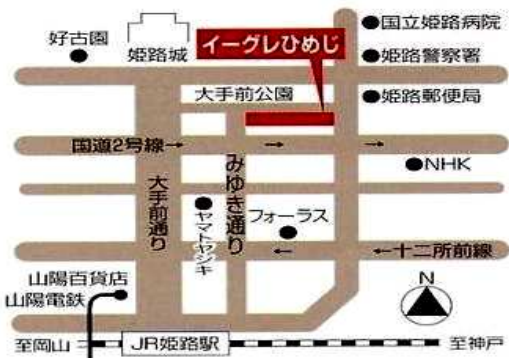 好古園
姫路城
イーグレひめじ
国立姫路病院
姫路警察署
大手前公園
姫路郵便局
国道2号線→
→
→
NHK
大手前通り
みゆき通り
ヤマトヤシキ
フォーラス
←
←十二所前線
山陽百貨店
山陽電鉄
N
至岡山
JR姫路駅
至神戸